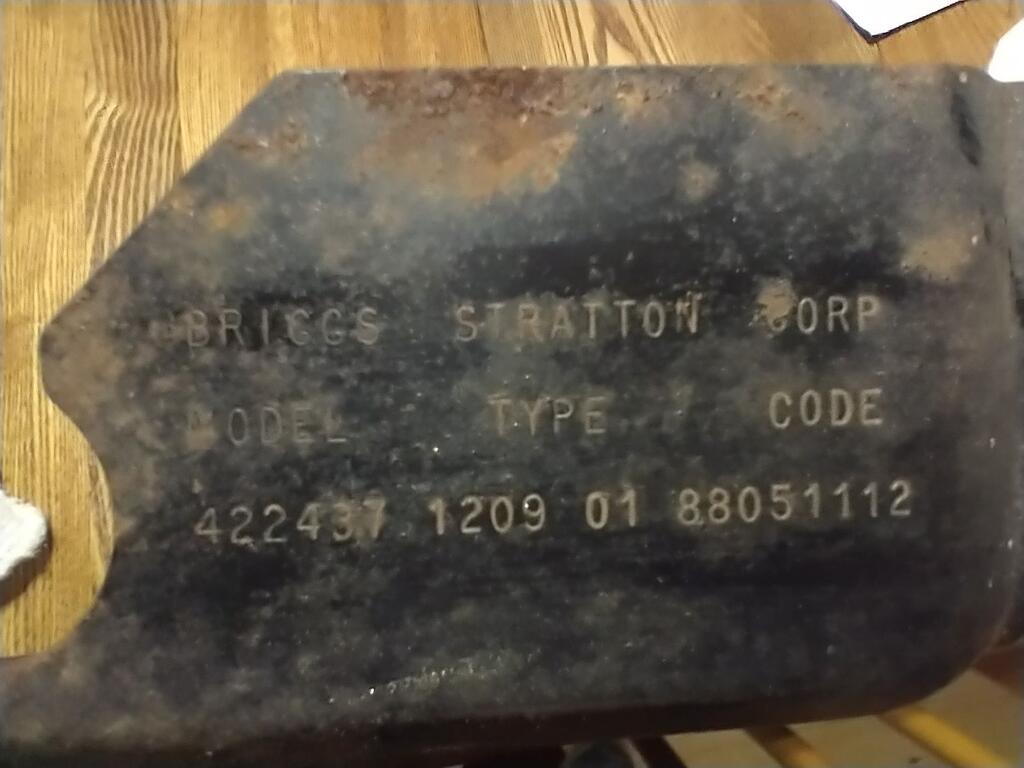 BRIGGS STRATTON CORP
MODEL TYPE CODE
422437 1209 01 88051112